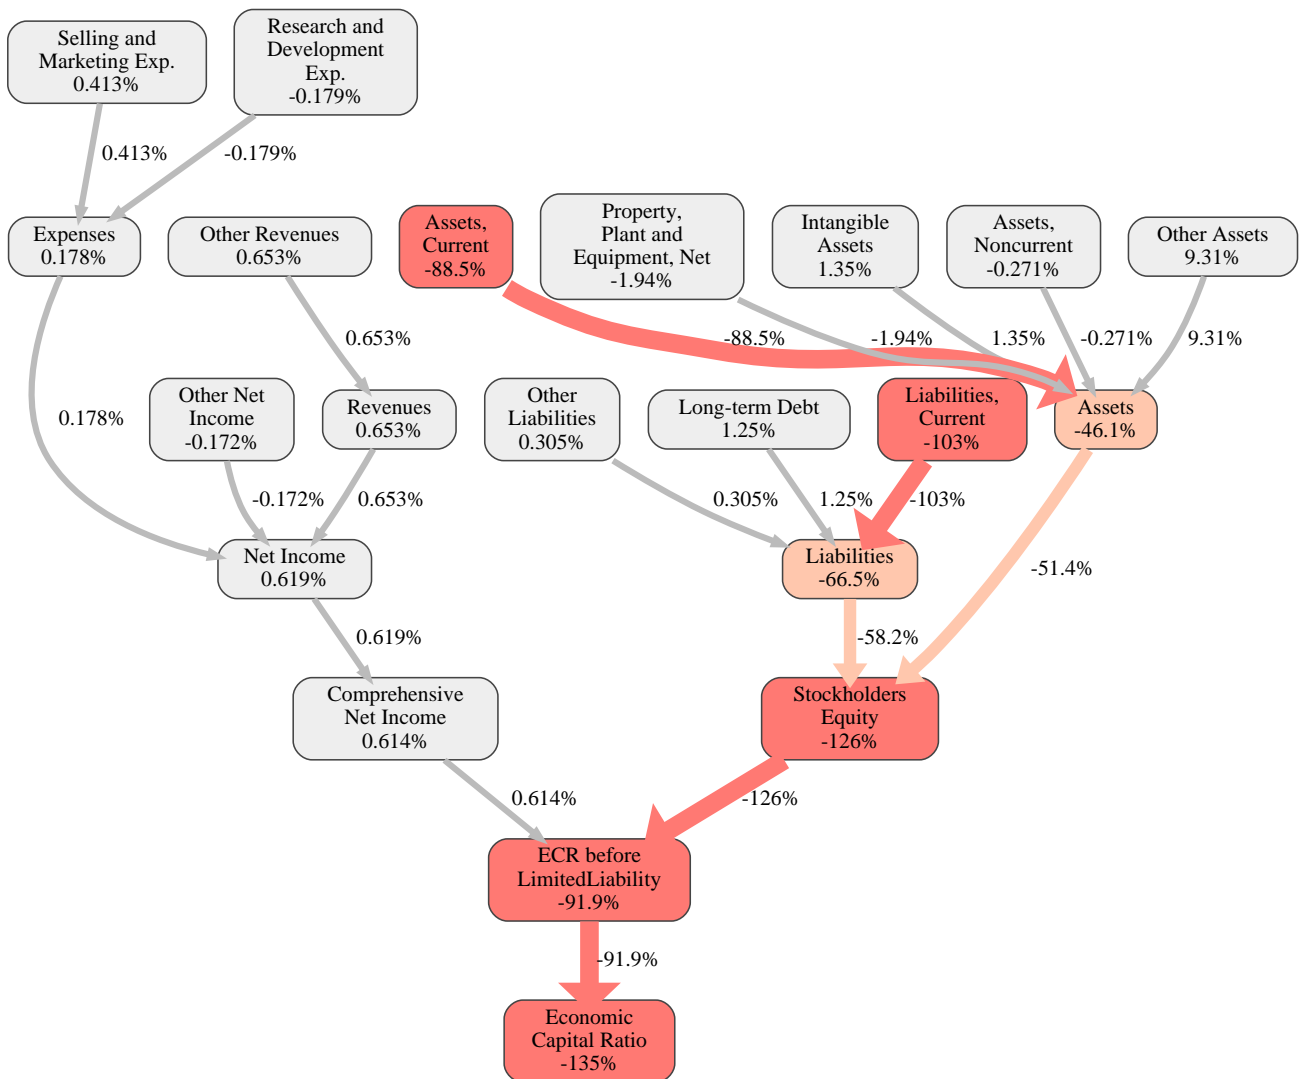 Selling and
Marketing Exp.
0.413%
Research and
Development
Exp.
-0.179%
0.413%
-0.179%
Expenses
0.178%
Other Revenues
0.653%
Assets,
Current
-88.5%
Property,
Plant and
Equipment, Net
-1.94%
Intangible
Assets
1.35%
Assets,
Noncurrent
-0.271%
Other Assets
9.31%
0.653%
-88.5%
-1.94%
1.35%
-0.271%
9.31%
0.178%
Other Net
Income
-0.172%
Revenues
0.653%
Other
Liabilities
0.305%
Long-term Debt
1.25%
Liabilities,
Current
-103%
Assets
-46.1%
-0.172%
0.653%
0.305%
1.25%
-103%
Net Income
0.619%
Liabilities
-66.5%
-51.4%
0.619%
-58.2%
Comprehensive
Net Income
0.614%
Stockholders
Equity
-126%
0.614%
-126%
ECR before
LimitedLiability
-91.9%
-91.9%
Economic
Capital Ratio
-135%